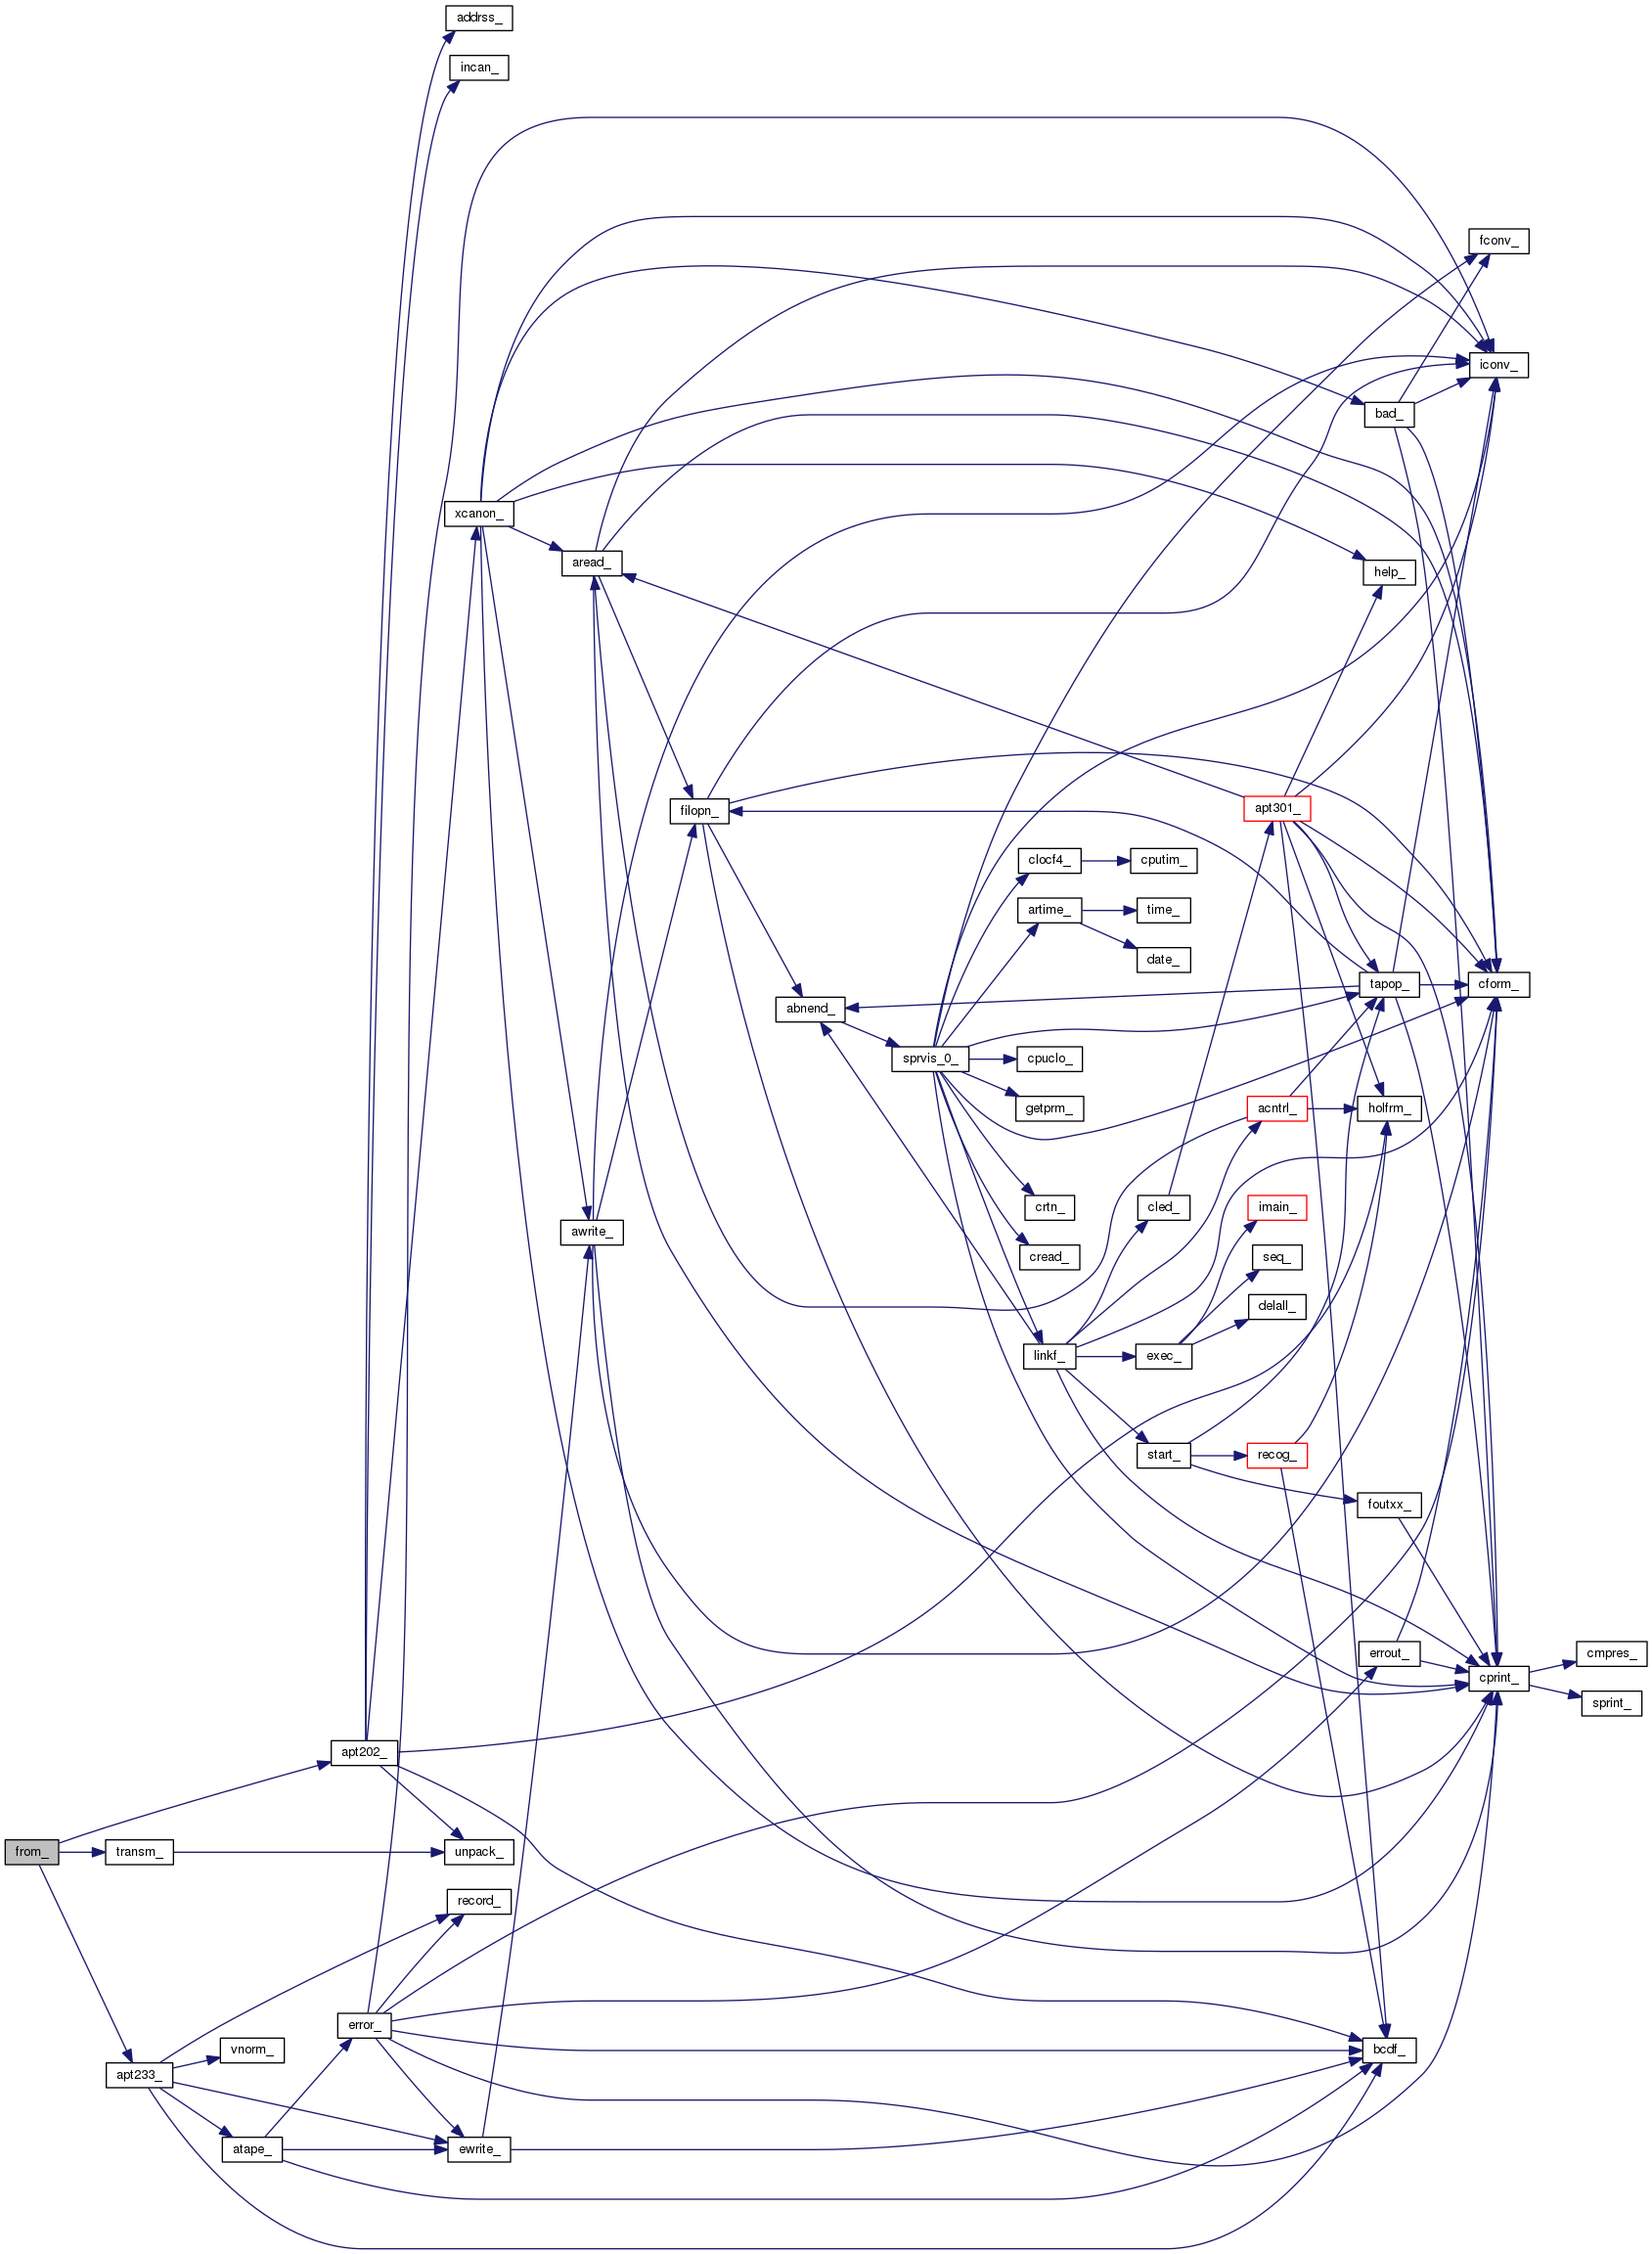 addrss_
incan_
fconv_
iconv_
bad_
xcanon_
aread_
help_
filopn_
apt301_
clocf4_
cputim_
artime_
time_
date_
tapop_
cform_
abnend_
sprvis_0_
cpuclo_
getprm_
acntrl_
holfrm_
crtn_
cled_
imain_
awrite_
cread_
seq_
delall_
linkf_
exec_
start_
recog_
foutxx_
errout_
cprint_
cmpres_
sprint_
apt202_
from_
transm_
unpack_
record_
error_
vnorm_
apt233_
bcdf_
atape_
ewrite_